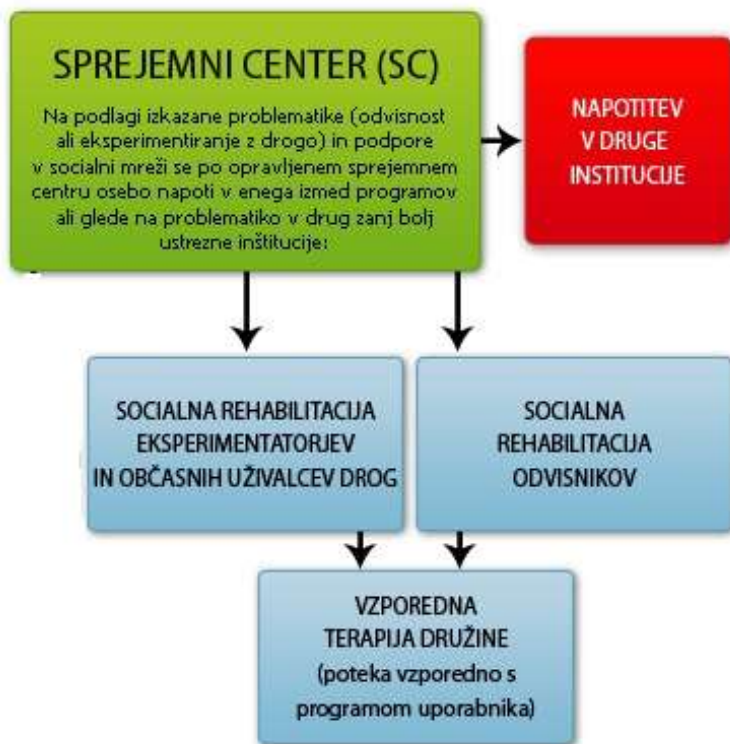 SPREJEMNI CENTER (SC)
Na podlagi izkazane problematike (odvisnost
ali eksperimentiranje z drogo) in podpore
v socialni mreži se po opravljenem sprejemnem
centru osebo napoti v enega izmed programov
ali glede na problematiko v drug zanj bolj
ustrezne inštitucije:
NAPOTITEV
V DRUGE
INSTITUCIJE
SOCIALNA REHABILITACIJA
EKSPERIMENTATORJEV
IN OBČASNIH UŽIVALCEV DROG
SOCIALNA
REHABILITACIJA
ODVISNIKOV
VZPOREDNA
TERAPIJA DRUŽINE
(poteka vzporedno s
programom uporabnika)